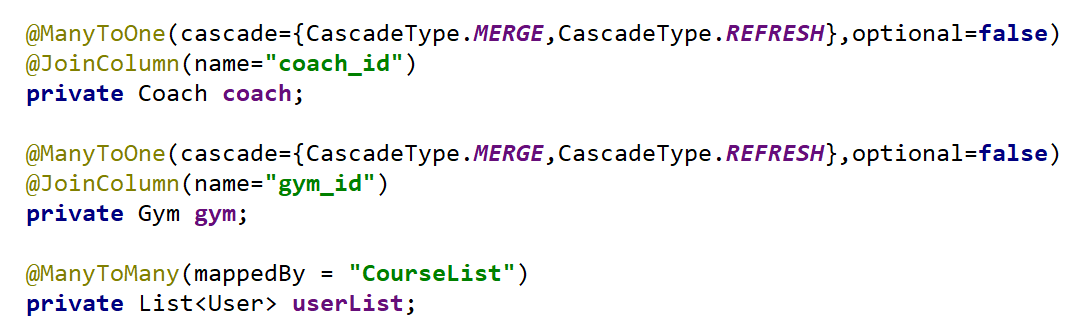 @ManyToOne(cascade={CascadeType.MERGE,CascadeType.REFRESH},optional=false)
@JoinColumn(name="coach_id")
private Coach coach;
@ManyToOne(cascade={CascadeType.MERGE,CascadeType.REFRESH},optional=false)
@JoinColumn(name="gym_id")
private Gym gym;
@ManyToMany(mappedBy = "CourseList")
private List<User> userList;